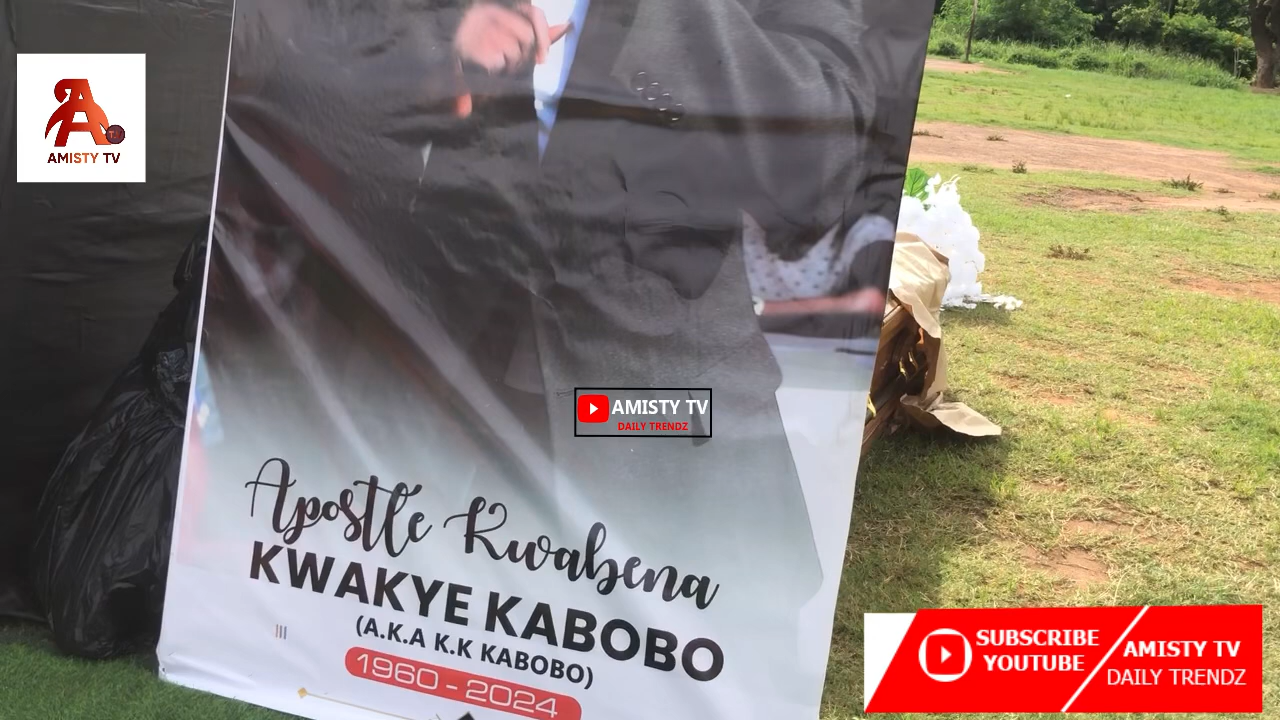 AMISTY TV
AMISTY TV
DAILY TRENDZ
Apostle Kwabena
KWAKYE KABOBO
(A.K.A K.K KABOBO)
1960 - 2024
SUBSCRIBE
YOUTUBE
AMISTY TV
DAILY TRENDZ